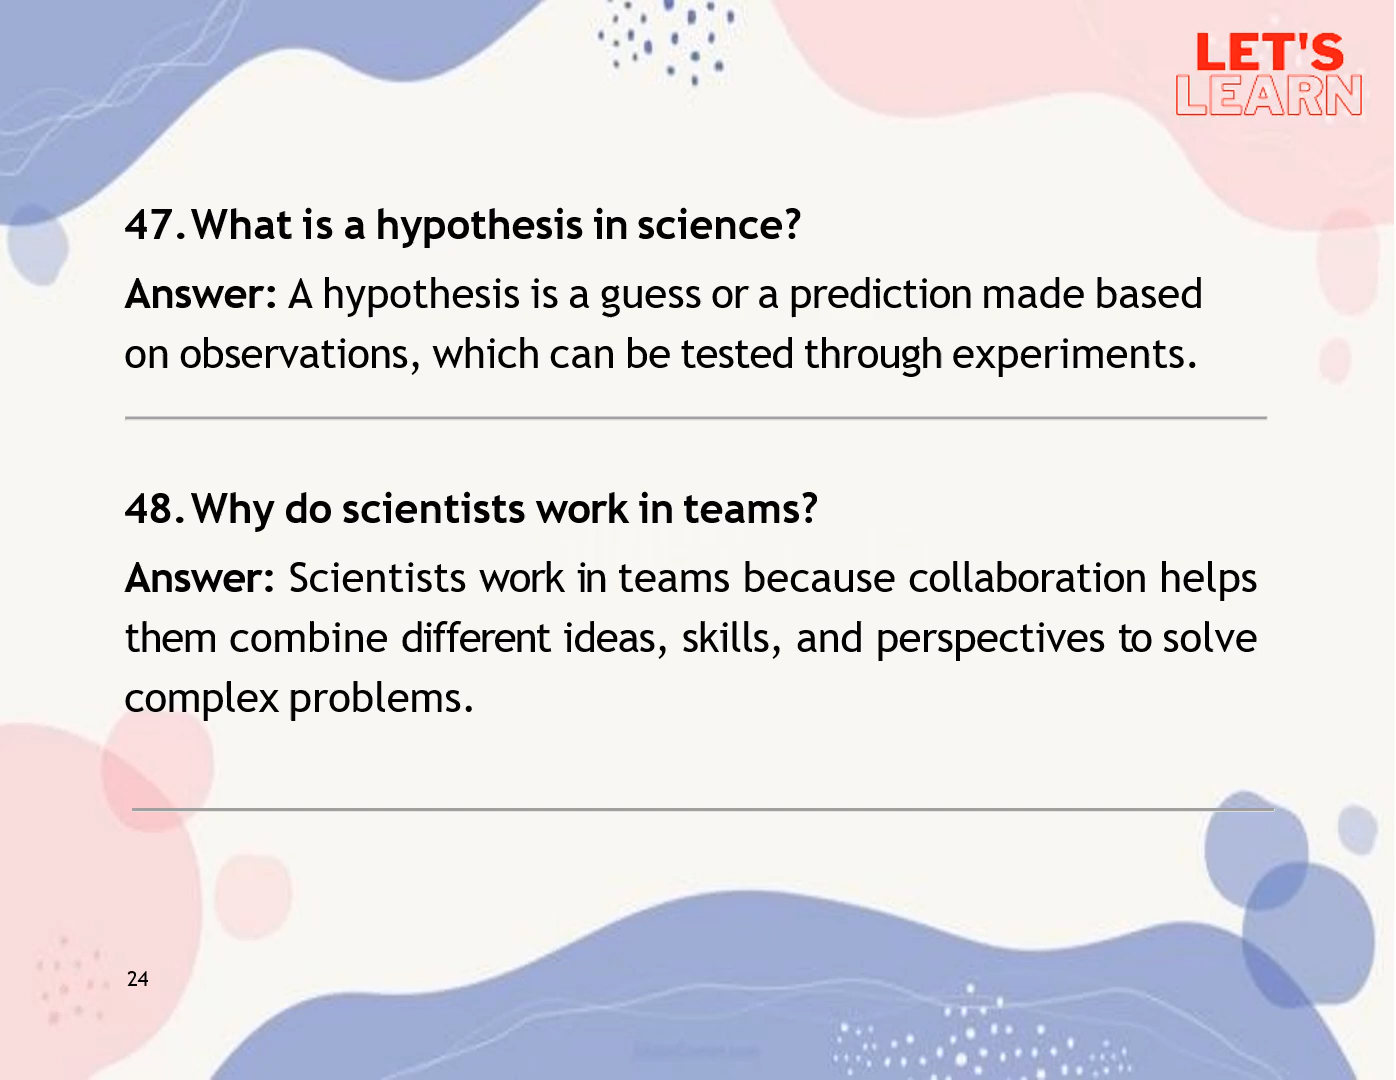 LET'S
LEARN
47. What is a hypothesis in science?
Answer: A hypothesis is a guess or a prediction made based
on observations, which can be tested through experiments.
48. Why do scientists work in teams?
Answer: Scientists work in teams because collaboration helps
them combine different ideas, skills, and perspectives to solve
complex problems.
24